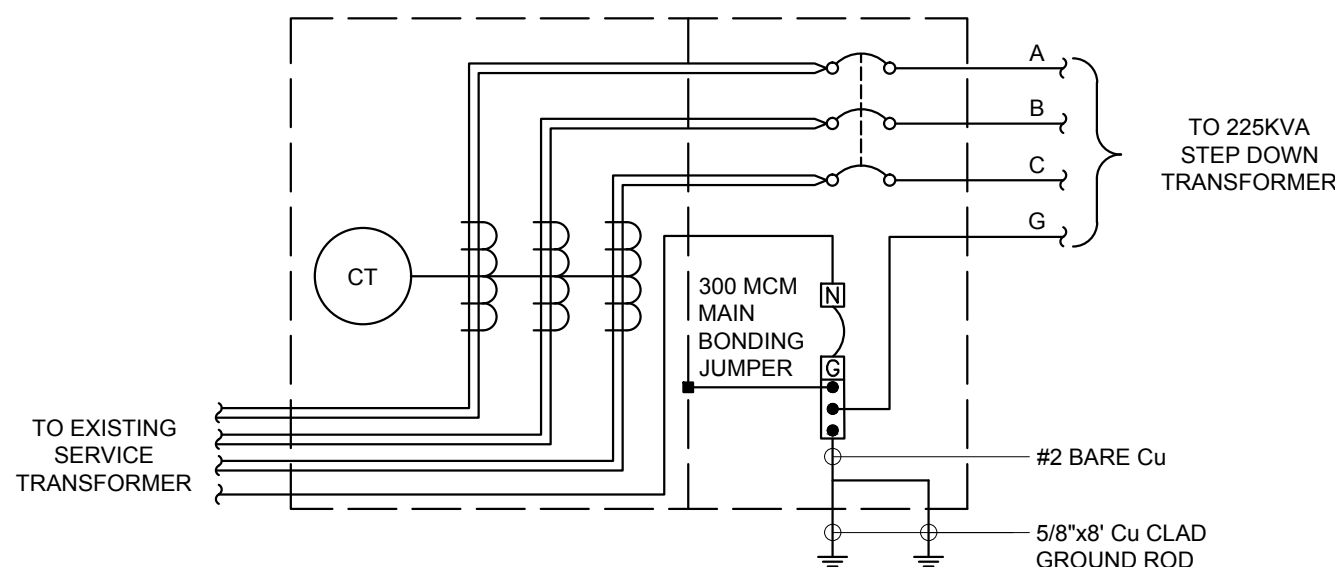 A
B
C
G
TO 225KVA
STEP DOWN
TRANSFORMER
CT
300 MCM
MAIN
BONDING
JUMPER
N
G
TO EXISTING
SERVICE
TRANSFORMER
#2 BARE Cu
5/8"x8' Cu CLAD
GROUND ROD